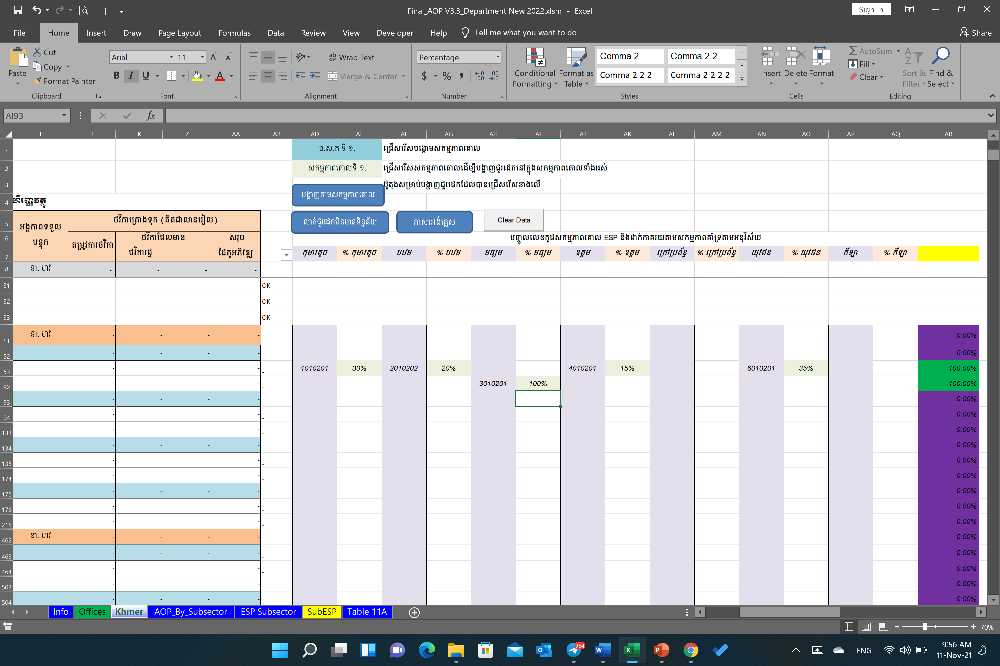 Final_AOP V3.3_Department New 2022.xlsm - Excel
Sign in
File Home Insert Draw Page Layout Formulas Data Review View Developer Help Tell me what you want to do Share
Paste Cut Copy Format Painter Clipboard
Arial 11 B I U Font
Wrap Text Merge & Center Alignment
Percentage $ % Number
Conditional Formatting Format as Table Comma 2 Comma 2 2 Comma 2 2 2 Comma 2 2 2 2 Styles
Insert Delete Format Cells
AutoSum Fill Clear Sort & Filter Find & Select Editing
AI93 fx
I J K Z AA AB AD AE AF AG AH AI AJ AK AL AM AN AO AP AQ AR
1 ច.ស.ក ទី ១. ជ្រើសរើសចង្កោមសកម្មភាពគោល
2 សកម្មភាពគោលទី ១. ជ្រើសរើសសកម្មភាពគោលដើម្បីបង្ហាញជួរដេកនៅក្នុងសកម្មភាពគោលទាំងអស់
3 ប៊ូតុងសម្រាប់បង្ហាញជួរដេកដែលបានជ្រើសរើសខាងលើ
4 ហិរញ្ញវត្ថុ បង្ហាញតាមសកម្មភាពគោល
5 អង្គភាពទទួលបន្ទុក ថវិកាគ្រោងទុក (គិតជាលានរៀល) លាក់ជួរដេកមិនមានទិន្នន័យ ភាសាអង់គ្លេស Clear Data
6 តម្រូវការថវិកា ថវិកាដែលមាន សរុប ដៃគូអភិវឌ្ឍ បញ្ចូលលេខកូដសកម្មភាពគោល ESP និងដាក់ភាគរយតាមសកម្មភាពគាំទ្រតាមអនុវិស័យ
7 ថវិការដ្ឋ កុមារតូច % កុមារតូច បឋម % បឋម មធ្យម % មធ្យម ឧត្តម % ឧត្តម ក្រៅប្រព័ន្ធ % ក្រៅប្រព័ន្ធ យុវជន % យុវជន កីឡា % កីឡា
8 នា. ហវ - - - - -
31 OK
32 OK
33 OK
51 នា. ហវ - - - - - 0.00%
52 - - - - - 0.00%
53 - - - 1010201 30% 2010202 20% 4010201 15% 6010201 35% 100.00%
92 - - - 3010201 100% 100.00%
93 - - - - - 0.00%
94 - - - 0.00%
133 - - - 0.00%
134 - - - - - 0.00%
135 - - - 0.00%
174 - - - 0.00%
175 - - - - - 0.00%
176 - - - 0.00%
215 - - - 0.00%
462 នា. ហវ - - - - - 0.00%
463 - - - - - 0.00%
464 - - - 0.00%
503 - - - 0.00%
504 - - - - - 0.00%
Info Offices Khmer AOP_By_Subsector ESP Subsector SubESP Table 11A
70%
964 ENG 9:56 AM
11-Nov-21